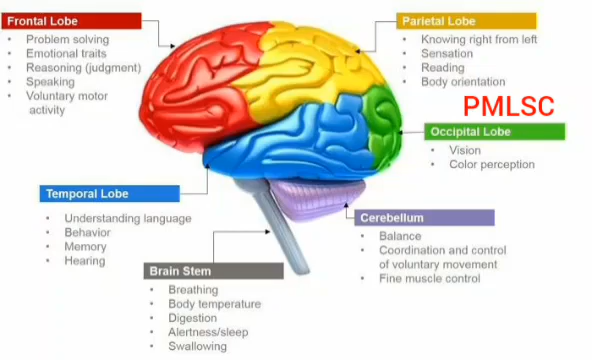 Frontal Lobe
Problem solving
Emotional traits
Reasoning (judgment)
Speaking
Voluntary motor
activity
Parietal Lobe
Knowing right from left
Sensation
Reading
Body orientation
PMLSC
Occipital Lobe
Vision
Color perception
Temporal Lobe
Understanding language
Behavior
Memory
Hearing
Cerebellum
Balance
Coordination and control
of voluntary movement
Fine muscle control
Brain Stem
Breathing
Body temperature
Digestion
Alertness/sleep
Swallowing